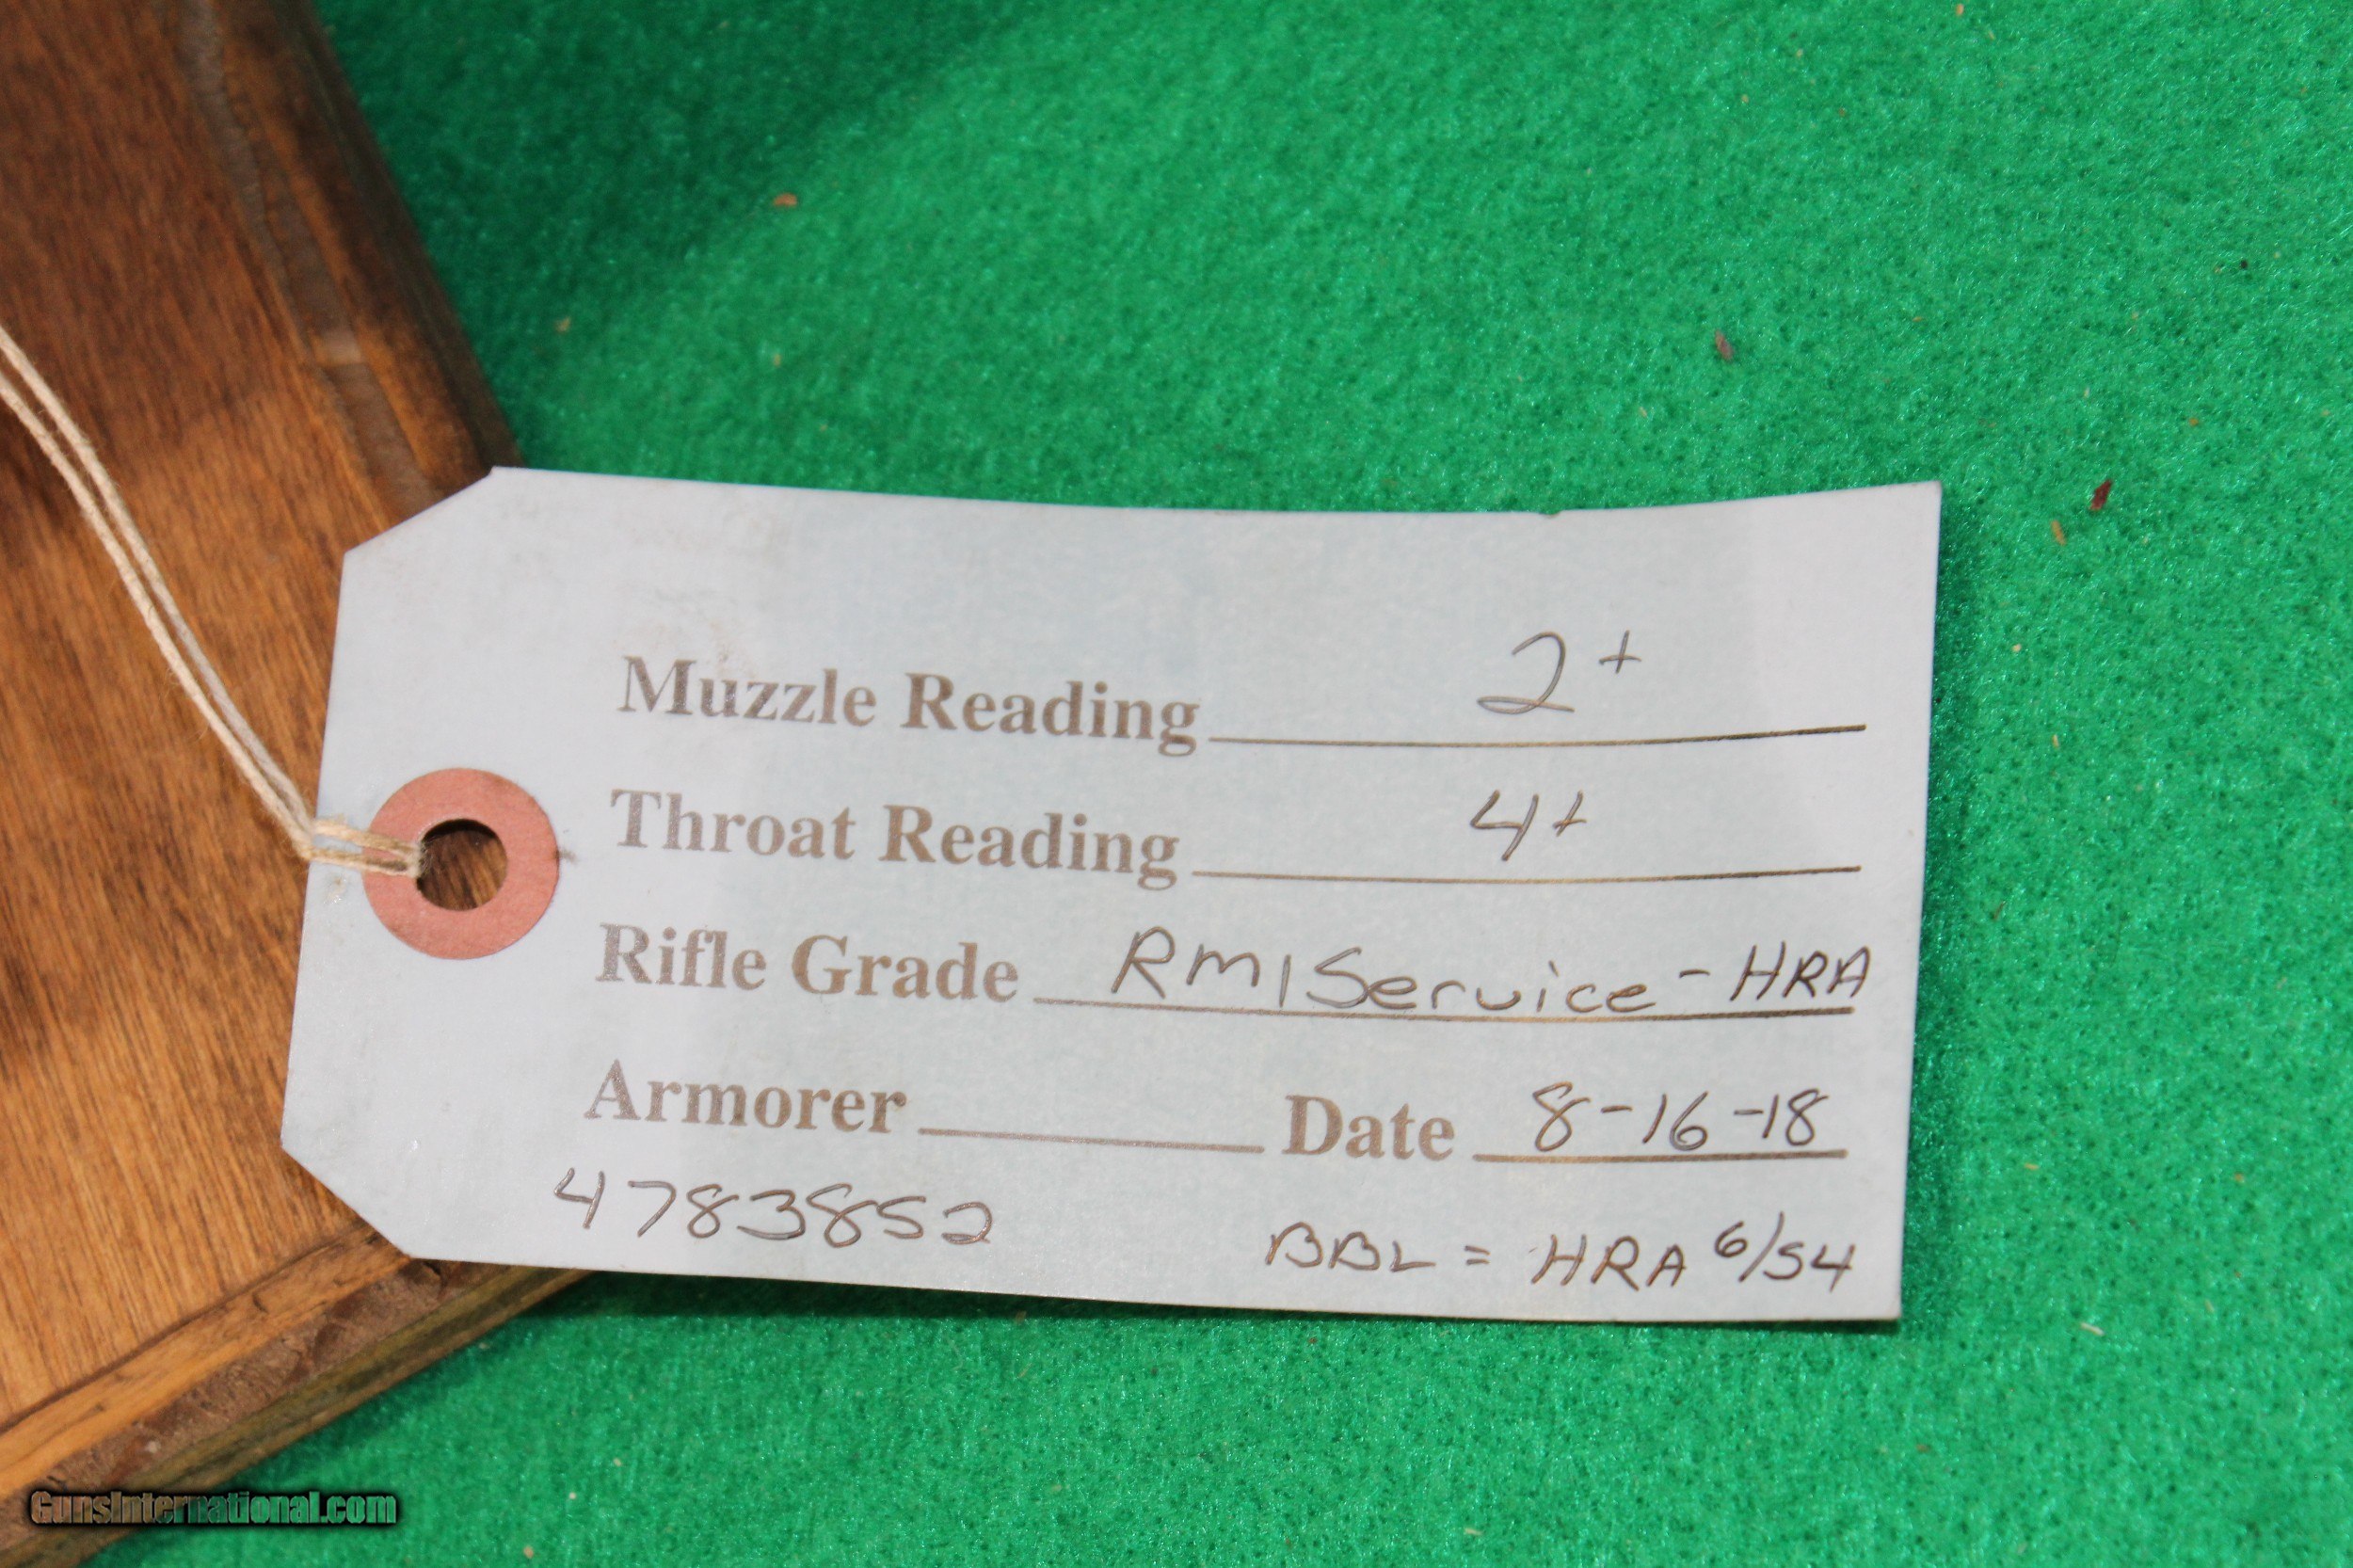 Muzzle Reading 2+
Throat Reading 4+
Rifle Grade RM1Service - HRA
Armorer Date 8-16-18
4783852 BBL = HRA 6/54
GunsInternational.com